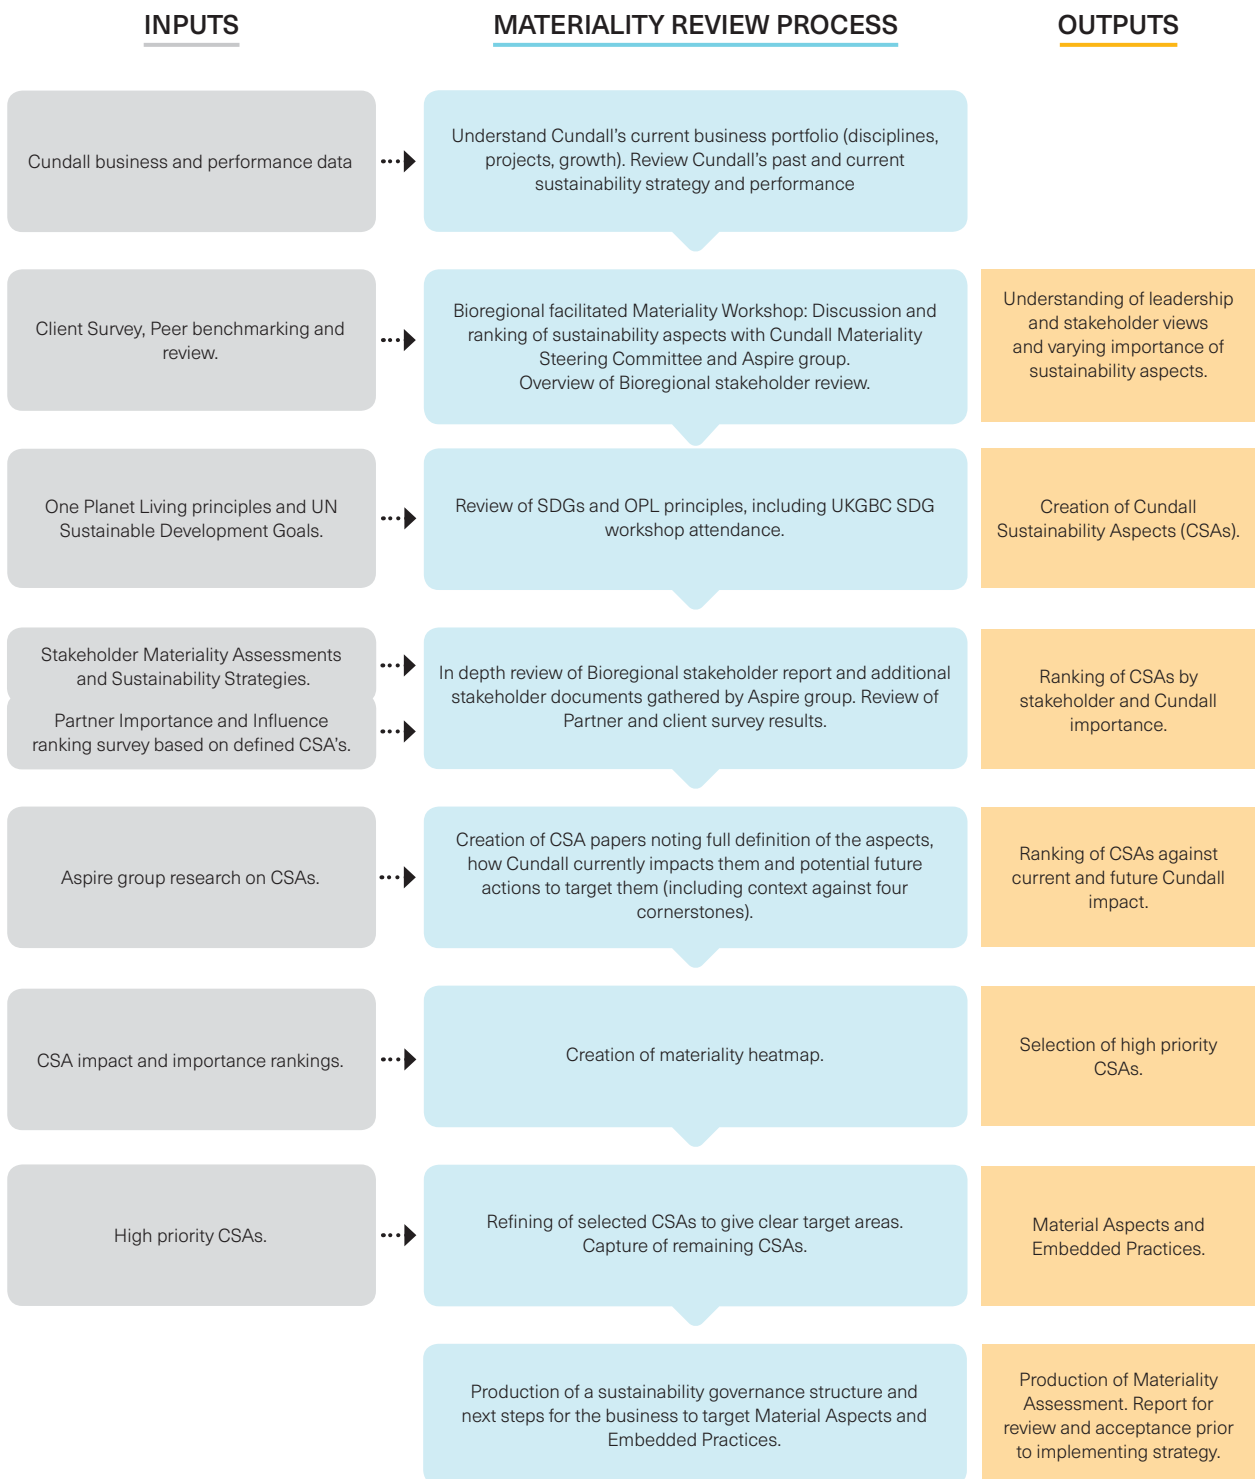 INPUTS
MATERIALITY REVIEW PROCESS
OUTPUTS
Cundall business and performance data
Understand Cundall's current business portfolio (disciplines,
projects, growth). Review Cundall's past and current
sustainability strategy and performance
Client Survey, Peer benchmarking and
review.
Bioregional facilitated Materiality Workshop: Discussion and
ranking of sustainability aspects with Cundall Materiality
Steering Committee and Aspire group.
Overview of Bioregional stakeholder review.
Understanding of leadership
and stakeholder views
and varying importance of
sustainability aspects.
One Planet Living principles and UN
Sustainable Development Goals.
Review of SDGs and OPL principles, including UKGBC SDG
workshop attendance.
Creation of Cundall
Sustainability Aspects (CSAs).
Stakeholder Materiality Assessments
and Sustainability Strategies.
Partner Importance and Influence
ranking survey based on defined CSA's.
In depth review of Bioregional stakeholder report and additional
stakeholder documents gathered by Aspire group. Review of
Partner and client survey results.
Ranking of CSAs by
stakeholder and Cundall
importance.
Aspire group research on CSAs.
Creation of CSA papers noting full definition of the aspects,
how Cundall currently impacts them and potential future
actions to target them (including context against four
cornerstones).
Ranking of CSAs against
current and future Cundall
impact.
CSA impact and importance rankings.
Creation of materiality heatmap.
Selection of high priority
CSAs.
High priority CSAs.
Refining of selected CSAs to give clear target areas.
Capture of remaining CSAs.
Material Aspects and
Embedded Practices.
Production of a sustainability governance structure and
next steps for the business to target Material Aspects and
Embedded Practices.
Production of Materiality
Assessment. Report for
review and acceptance prior
to implementing strategy.